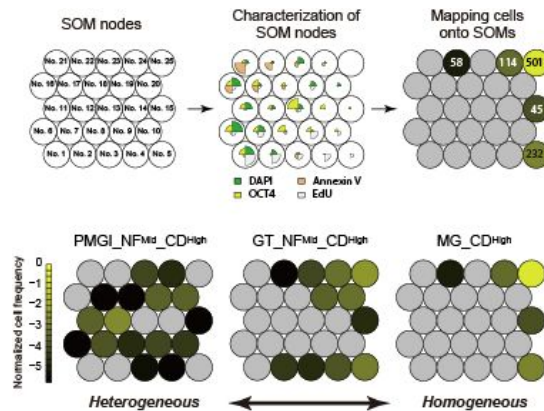 SOM nodes
Characterization of
SOM nodes
Mapping cells
onto SOMs
No. 21 No. 22 No. 23 No. 24 No. 25
No. 16 No. 17 No. 18 No. 19 No. 20
No. 11 No. 12 No. 13 No. 14 No. 15
No. 6 No. 7 No. 8 No. 9 No. 10
No. 1 No. 2 No. 3 No. 4 No. 5
58 114 501
45
232
DAPI Annexin V
OCT4 EdU
PMGI_NFMid_CDHigh GT_NFMid_CDHigh MG_CDHigh
Normalized cell frequency
0
−1
−2
−3
−4
−5
Heterogeneous Homogeneous